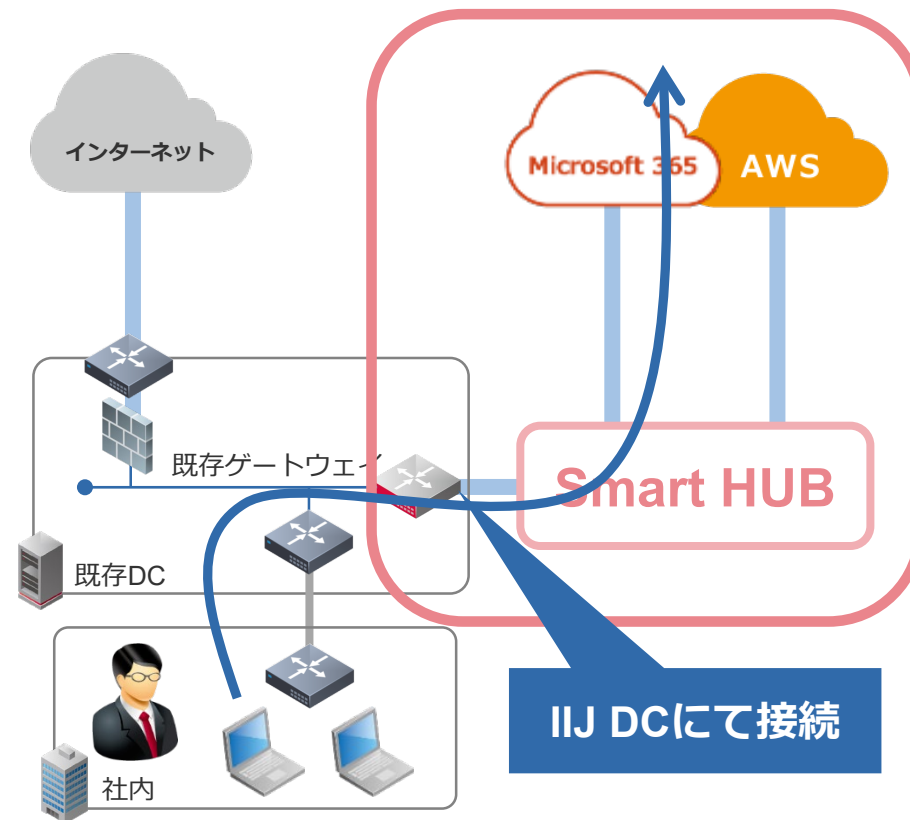 インターネット
Microsoft 365
AWS
既存ゲートウェイ
Smart HUB
既存DC
IIJ DCにて接続
社内